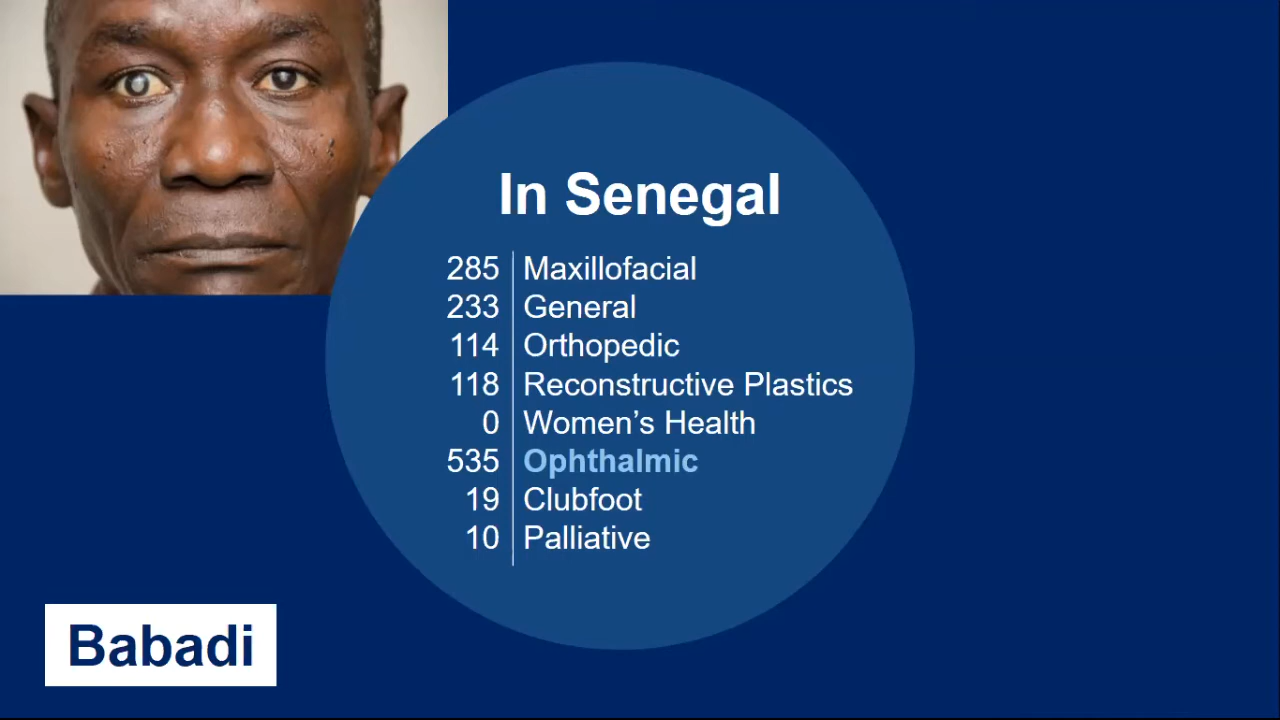 In Senegal
285 Maxillofacial
233 General
114 Orthopedic
118 Reconstructive Plastics
0 Women’s Health
535 Ophthalmic
19 Clubfoot
10 Palliative
Babadi